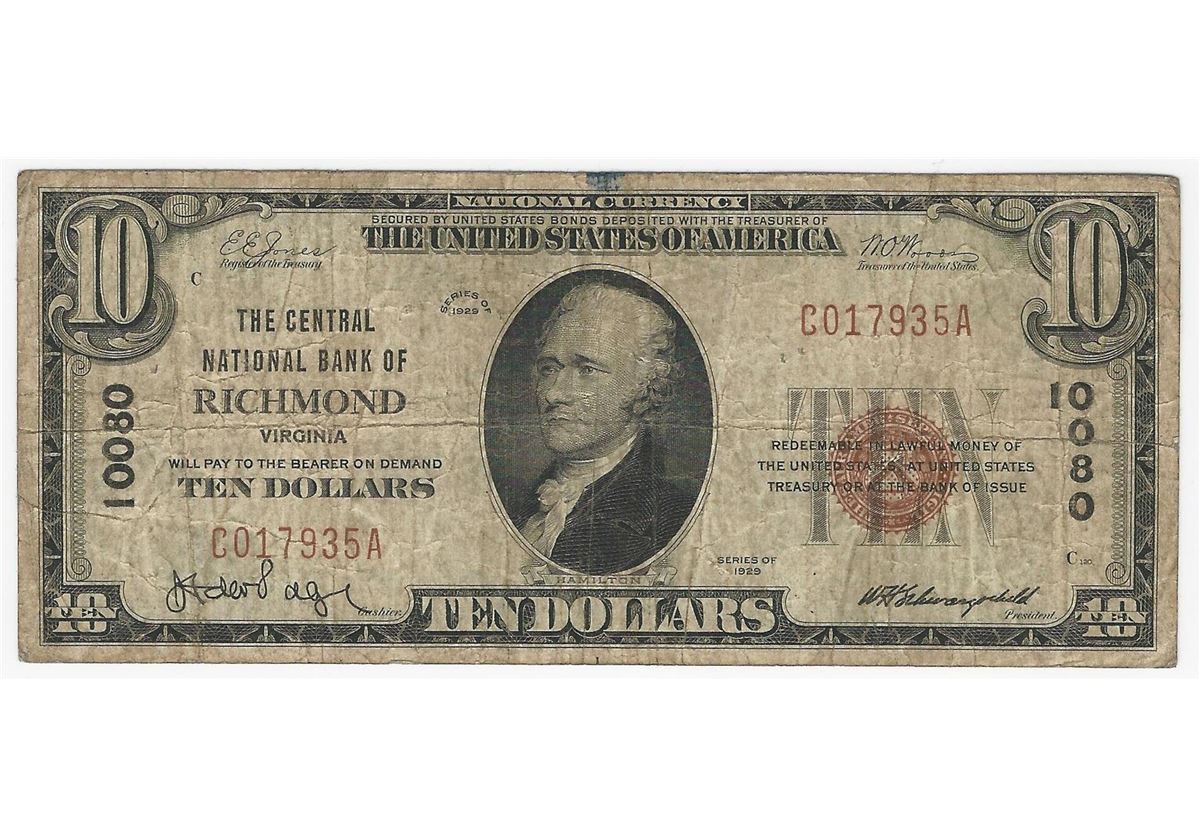 NATIONAL CURRENCY
SECURED BY UNITED STATES BONDS DEPOSITED WITH THE TREASURER OF
THE UNITED STATES OF AMERICA
10
10
E.E. Jones
Register of the Treasury
W.O. Woods
Treasurer of the United States
C
SERIES OF
1929
THE CENTRAL
NATIONAL BANK OF
RICHMOND
VIRGINIA
WILL PAY TO THE BEARER ON DEMAND
TEN DOLLARS
C017935A
C017935A
10080
10080
TEN
REDEEMABLE IN LAWFUL MONEY OF
THE UNITED STATES, AT UNITED STATES
TREASURY OR AT THE BANK OF ISSUE
SERIES OF
1929
C120
HAMILTON
Cashier.
W H Schwarzschild
President.
10
TEN
TEN DOLLARS
10
TEN